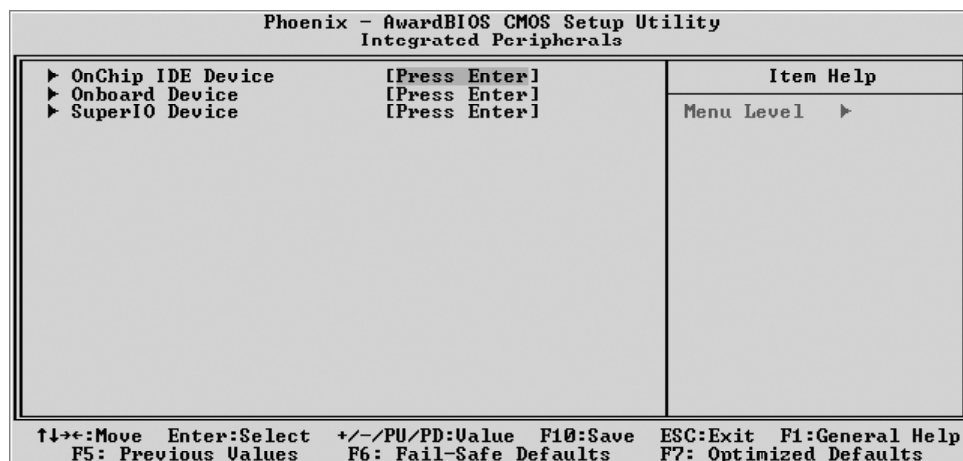 Phoenix - AwardBIOS CMOS Setup Utility
Integrated Peripherals
► OnChip IDE Device [Press Enter]
► Onboard Device [Press Enter]
► SuperIO Device [Press Enter]
Item Help
Menu Level ►
↑↓→←:Move Enter:Select +/-/PU/PD:Value F10:Save ESC:Exit F1:General Help
F5: Previous Values F6: Fail-Safe Defaults F7: Optimized Defaults